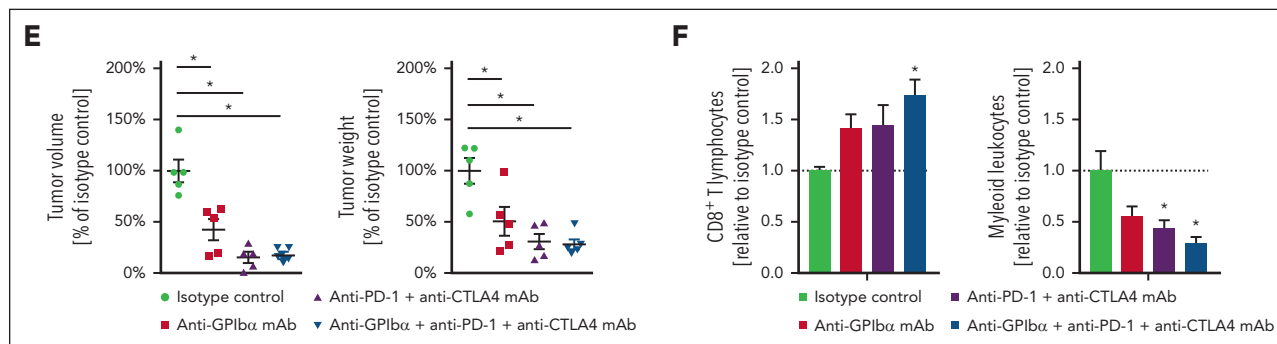 E
Tumor volume
[% of isotype control]
200%
150%
100%
50%
0%
*
*
*
Tumor weight
[% of isotype control]
200%
150%
100%
50%
0%
*
*
*
Isotype control
Anti-PD-1 + anti-CTLA4 mAb
Anti-GPIbα mAb
Anti-GPIbα + anti-PD-1 + anti-CTLA4 mAb
F
CD8+ T lymphocytes
[relative to isotype control]
2.0
1.5
1.0
0.5
0.0
*
Myleoid leukocytes
[relative to isotype control]
2.0
1.5
1.0
0.5
0.0
*
*
Isotype control
Anti-PD-1 + anti-CTLA4 mAb
Anti-GPIbα mAb
Anti-GPIbα + anti-PD-1 + anti-CTLA4 mAb